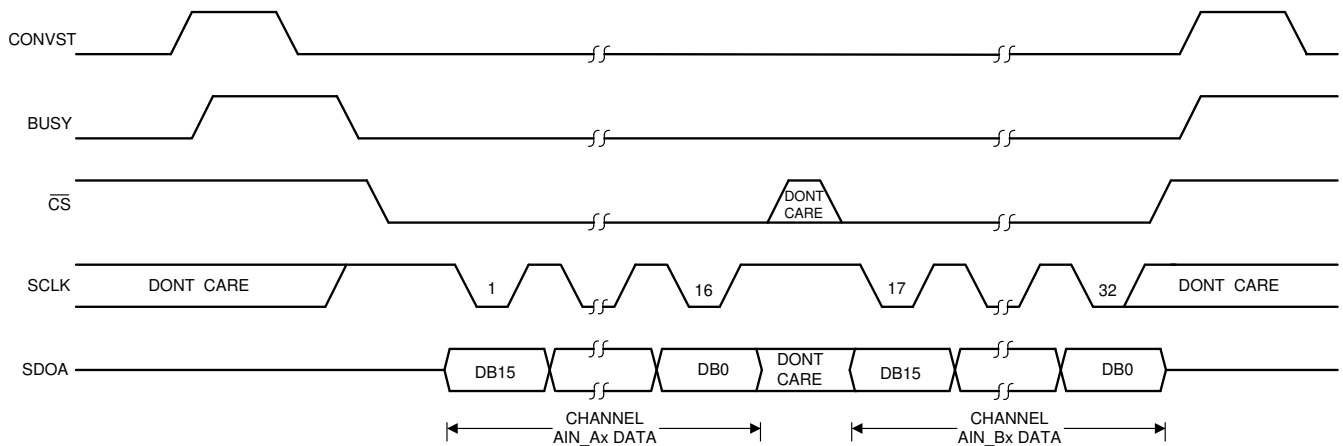 CONVST
BUSY
CS
DONT
CARE
SCLK
DONT CARE
1
16
17
32
DONT CARE
SDOA
DB15
DB0
DONT
CARE
DB15
DB0
CHANNEL
AIN_Ax DATA
CHANNEL
AIN_Bx DATA